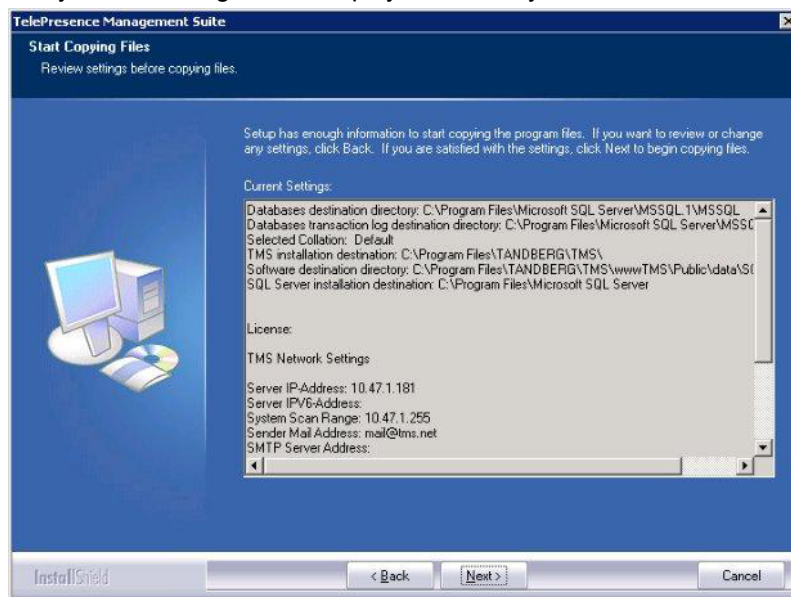 TelePresence Management Suite
Start Copying Files
Review settings before copying files.
Setup has enough information to start copying the program files. If you want to review or change
any settings, click Back. If you are satisfied with the settings, click Next to begin copying files.
Current Settings:
Databases destination directory: C:\Program Files\Microsoft SQL Server\MSSQL.1\MSSQL
Databases transaction log destination directory: C:\Program Files\Microsoft SQL Server\MSSC
Selected Collation: Default
TMS installation destination: C:\Program Files\TANDBERG\TMS\
Software destination directory: C:\Program Files\TANDBERG\TMS\wwwTMS\Public\data\S(
SQL Server installation destination: C:\Program Files\Microsoft SQL Server
License:
TMS Network Settings
Server IP-Address: 10.47.1.181
Server IPV6-Address:
System Scan Range: 10.47.1.255
Sender Mail Address: mail@tms.net
SMTP Server Address:
InstallShield
< Back
Next >
Cancel